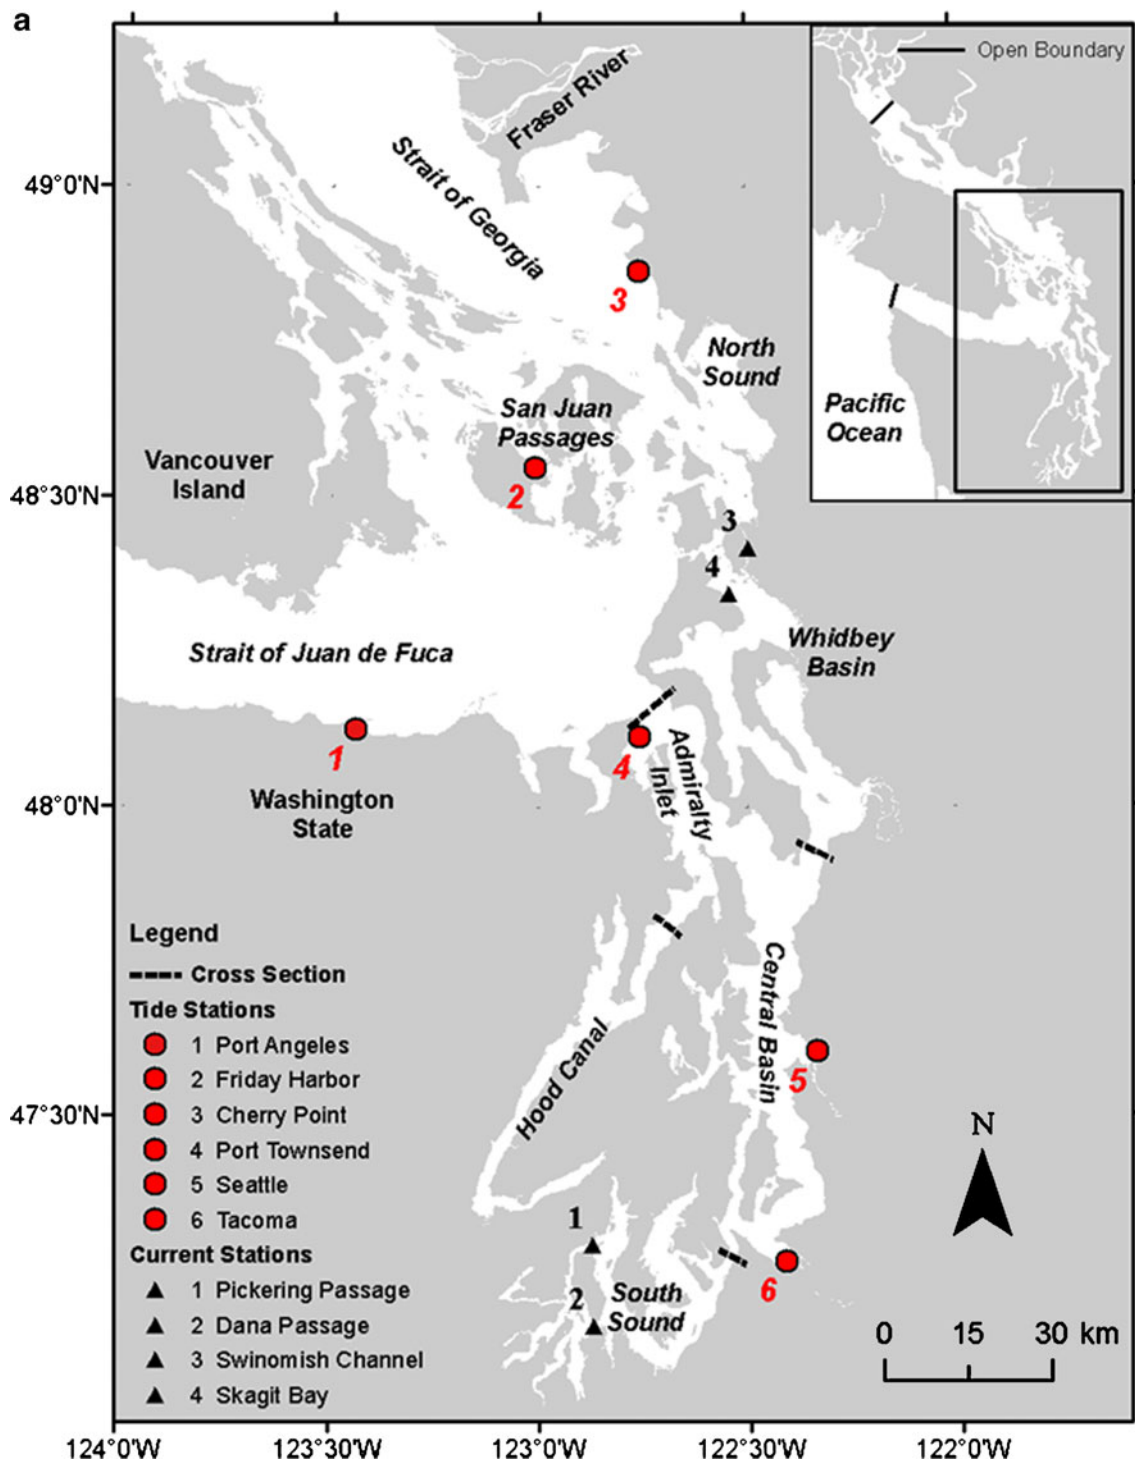 a
Open Boundary
Fraser River
Strait of Georgia
49°0'N
3
North
Sound
Pacific
Ocean
San Juan
Passages
Vancouver
Island
2
48°30'N
3
4
Whidbey
Basin
Strait of Juan de Fuca
1
4
Admiralty
Inlet
Washington
State
48°0'N
Legend
Cross Section
Tide Stations
1 Port Angeles
2 Friday Harbor
3 Cherry Point
4 Port Townsend
5 Seattle
6 Tacoma
Current Stations
1 Pickering Passage
2 Dana Passage
3 Swinomish Channel
4 Skagit Bay
Central Basin
Hood Canal
5
47°30'N
N
1
2
South
Sound
6
0 15 30 km
124°0'W 123°30'W 123°0'W 122°30'W 122°0'W